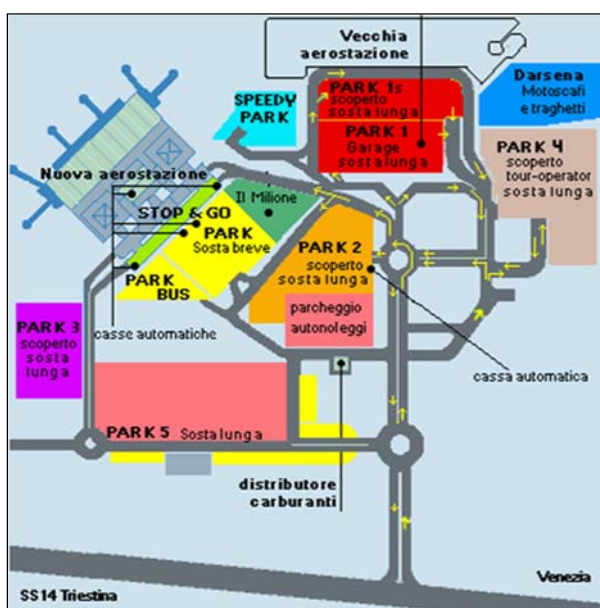 Vecchia
aerostazione
PARK 1s
scoperto
sosta lunga
PARK 1
Garage
sosta lunga
SPEEDY
PARK
Darsena
Motoscafi
e traghetti
PARK 4
scoperto
tour-operator
sosta lunga
Nuova aerostazione
STOP & GO
Il Milione
PARK
Sosta breve
PARK
BUS
PARK 2
scoperto
sosta lunga
parcheggio
autonoleggi
PARK 3
scoperto
sosta
lunga
casse automatiche
cassa automatica
PARK 5 Sosta lunga
distributore
carburanti
Venezia
SS14 Triestina